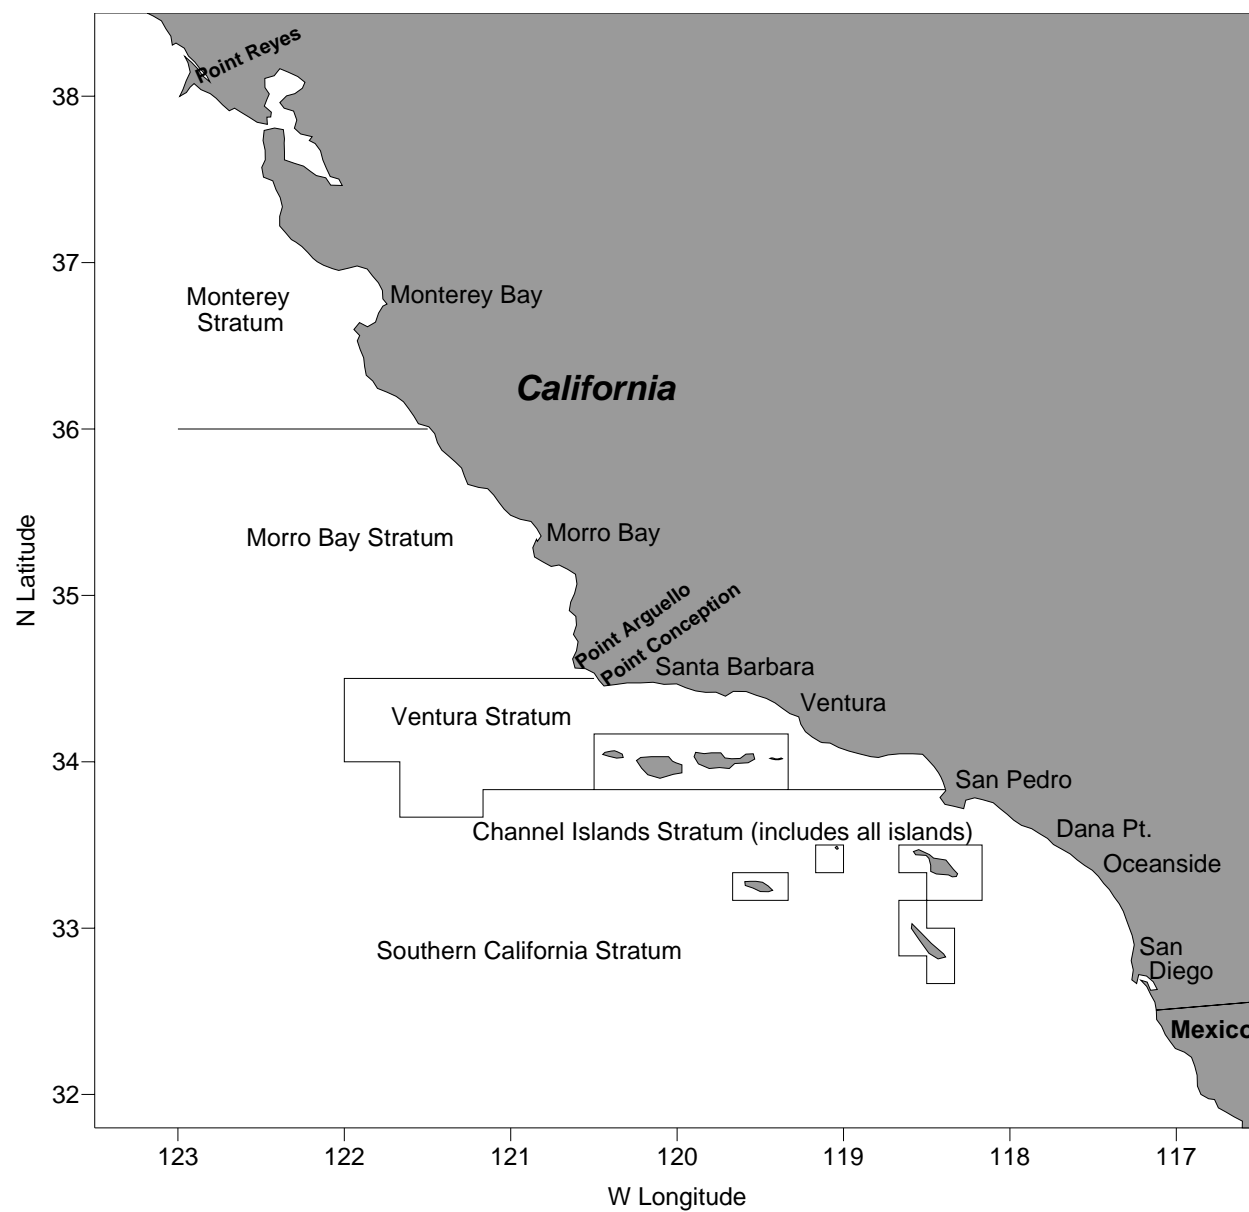 Point Reyes
38
37
Monterey
Stratum
Monterey Bay
California
36
Morro Bay Stratum
Morro Bay
N Latitude
35
Point Arguello
Point Conception
Santa Barbara
Ventura
Ventura Stratum
34
San Pedro
Channel Islands Stratum (includes all islands)
Dana Pt.
Oceanside
33
Southern California Stratum
San
Diego
Mexico
32
123
122
121
120
119
118
117
W Longitude